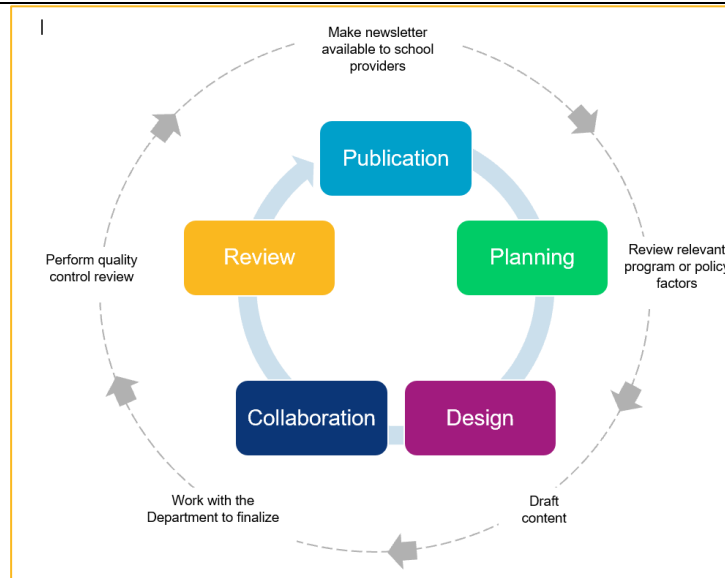 Make newsletter
available to school
providers
Publication
Planning
Review relevant
program or policy
factors
Design
Draft
content
Collaboration
Work with the
Department to finalize
Review
Perform quality
control review